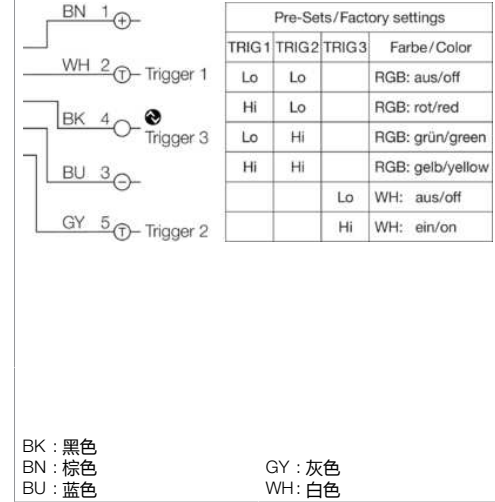 BN 1 +
WH 2 T Trigger 1
BK 4
Trigger 3
BU 3 −
GY 5 T Trigger 2
Pre-Sets/Factory settings
TRIG1 TRIG2 TRIG3 Farbe/Color
Lo Lo RGB: aus/off
Hi Lo RGB: rot/red
Lo Hi RGB: grün/green
Hi Hi RGB: gelb/yellow
Lo WH: aus/off
Hi WH: ein/on
BK : 黑色
BN : 棕色 GY : 灰色
BU : 蓝色 WH : 白色